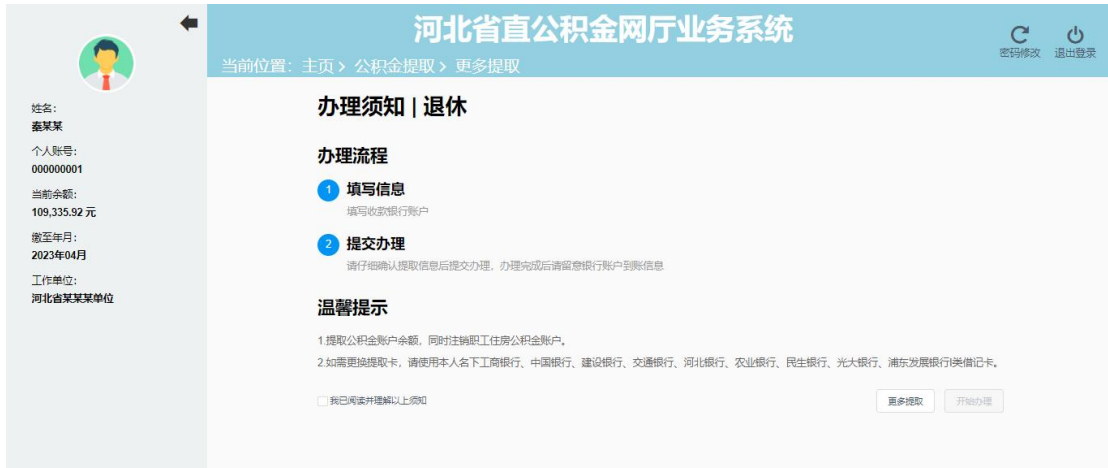 河北省直公积金网厅业务系统
密码修改
退出登录
当前位置：主页 > 公积金提取 > 更多提取
姓名：
秦某某
个人账号：
000000001
当前余额：
109,335.92 元
缴至年月：
2023年04月
工作单位：
河北省某某某单位
办理须知 | 退休
办理流程
1 填写信息
填写收款银行账户
2 提交办理
请仔细确认提取信息后提交办理，办理完成后请留意银行账户到账信息
温馨提示
1.提取公积金账户余额，同时注销职工住房公积金账户。
2.如需更换提取卡，请使用本人名下工商银行、中国银行、建设银行、交通银行、河北银行、农业银行、民生银行、光大银行、浦东发展银行I类借记卡。
我已阅读并理解以上须知
更多提取
开始办理